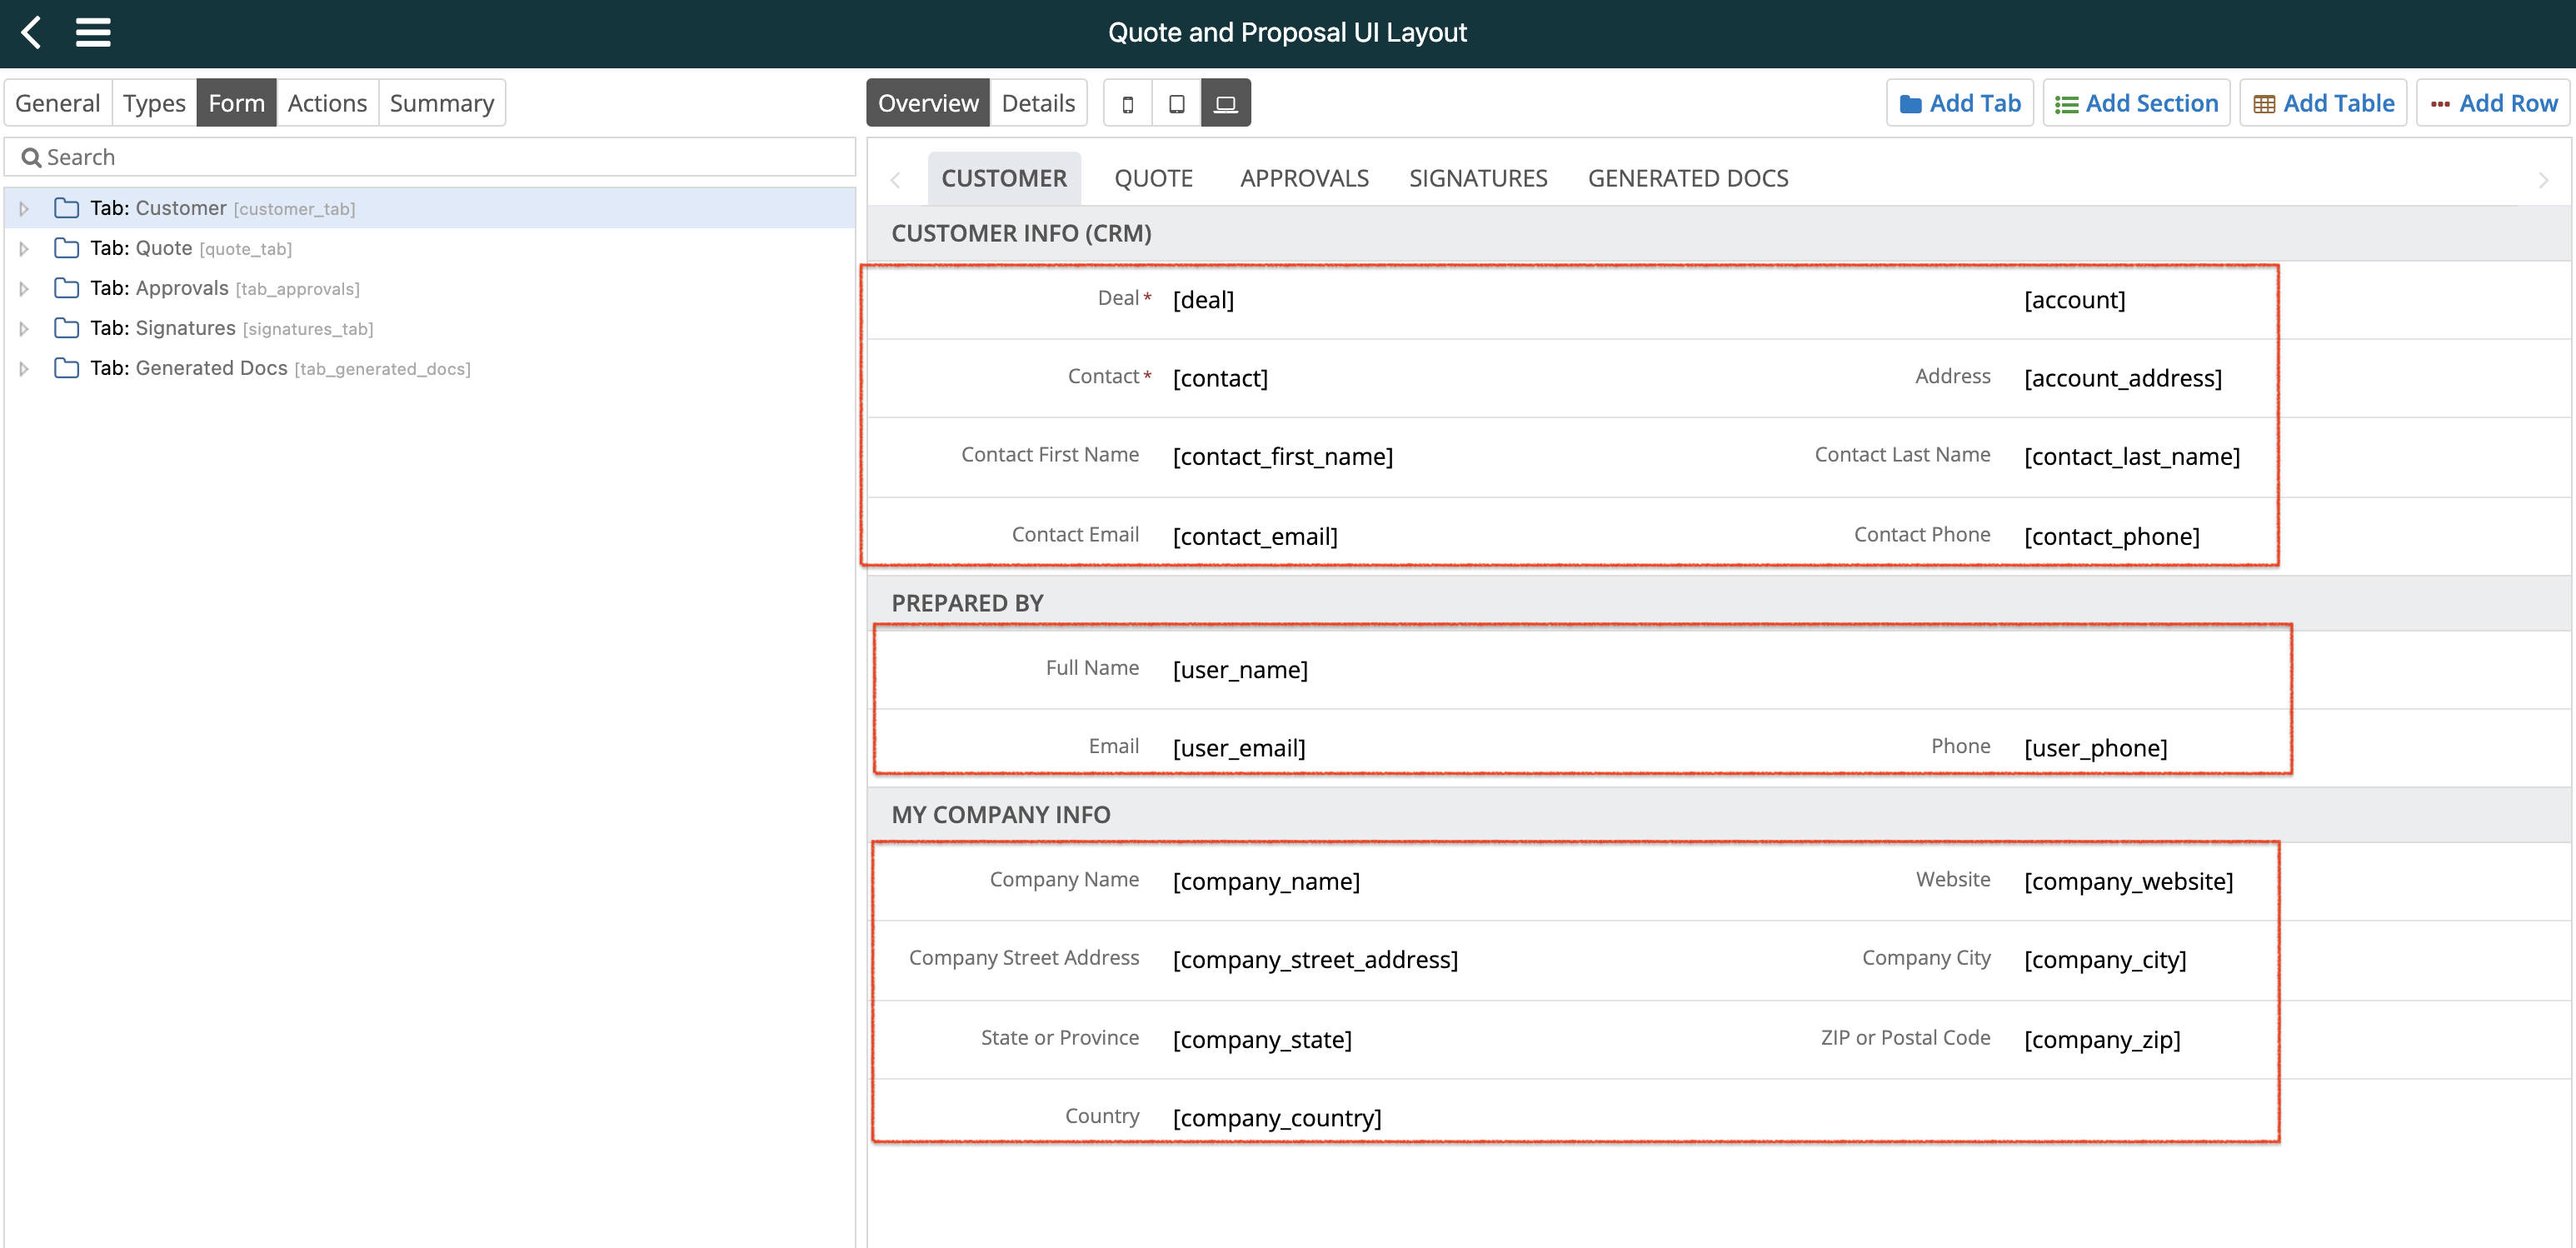 Quote and Proposal UI Layout
General Types Form Actions Summary
Overview Details
Add Tab Add Section Add Table Add Row
Search
Tab: Customer [customer_tab]
Tab: Quote [quote_tab]
Tab: Approvals [tab_approvals]
Tab: Signatures [signatures_tab]
Tab: Generated Docs [tab_generated_docs]
CUSTOMER QUOTE APPROVALS SIGNATURES GENERATED DOCS
CUSTOMER INFO (CRM)
Deal* [deal] [account]
Contact* [contact] Address [account_address]
Contact First Name [contact_first_name] Contact Last Name [contact_last_name]
Contact Email [contact_email] Contact Phone [contact_phone]
PREPARED BY
Full Name [user_name]
Email [user_email] Phone [user_phone]
MY COMPANY INFO
Company Name [company_name] Website [company_website]
Company Street Address [company_street_address] Company City [company_city]
State or Province [company_state] ZIP or Postal Code [company_zip]
Country [company_country]